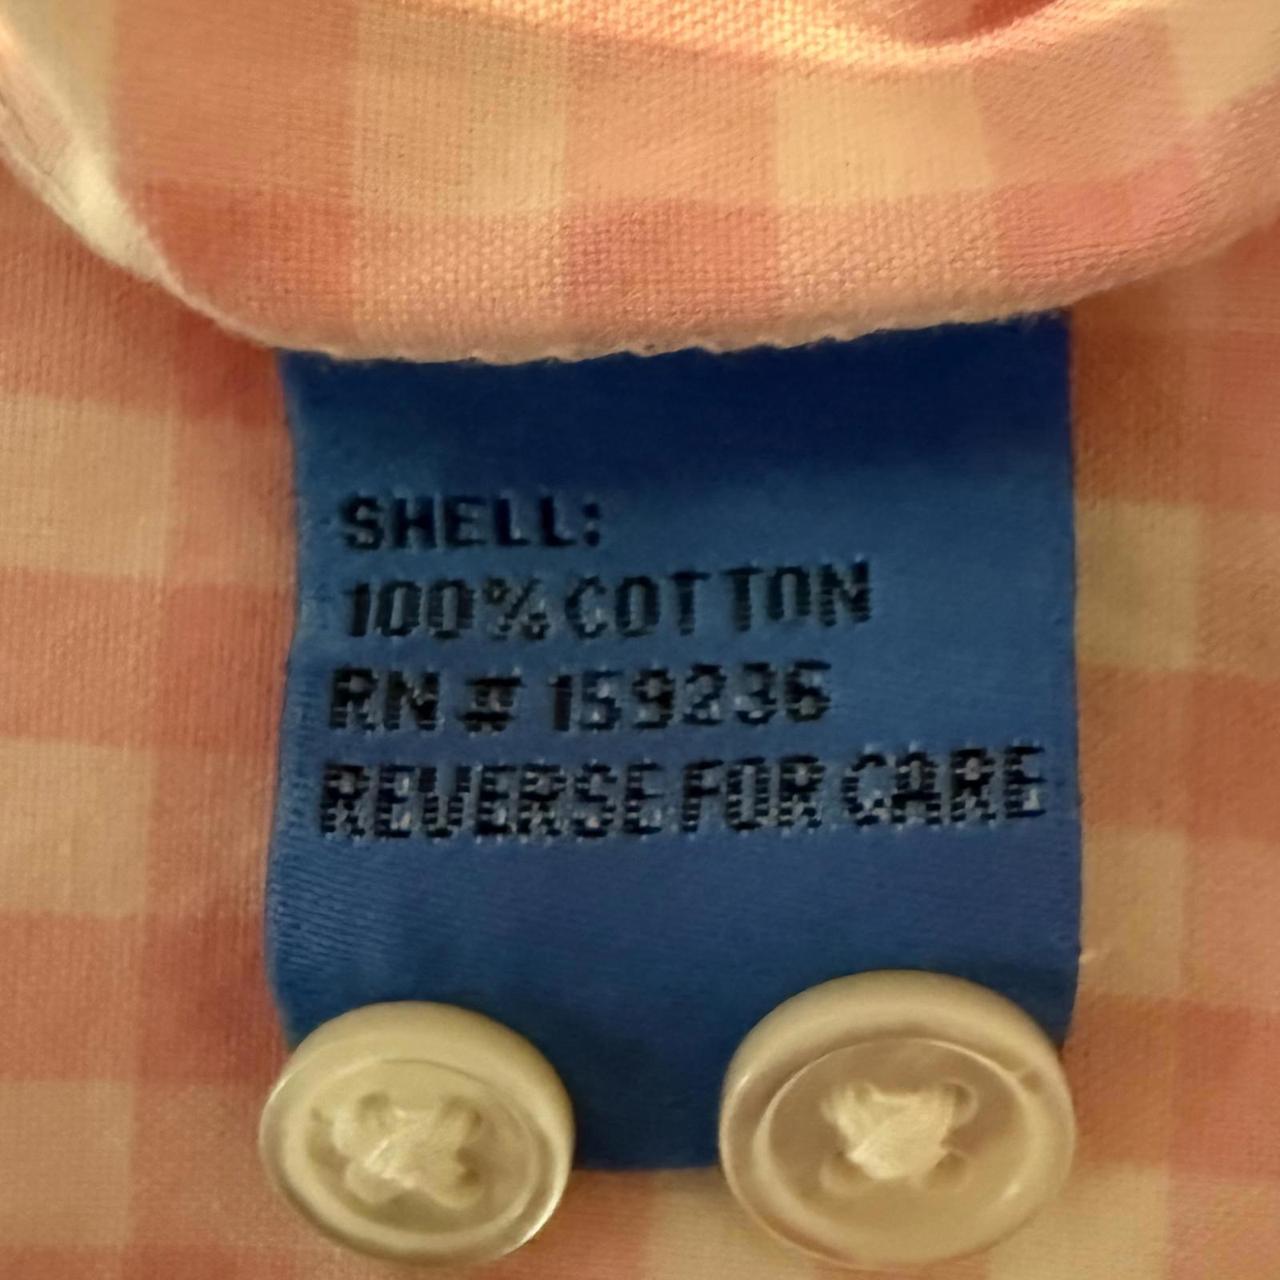 SHELL:
100% COTTON
RN # 159236
REVERSE FOR CARE